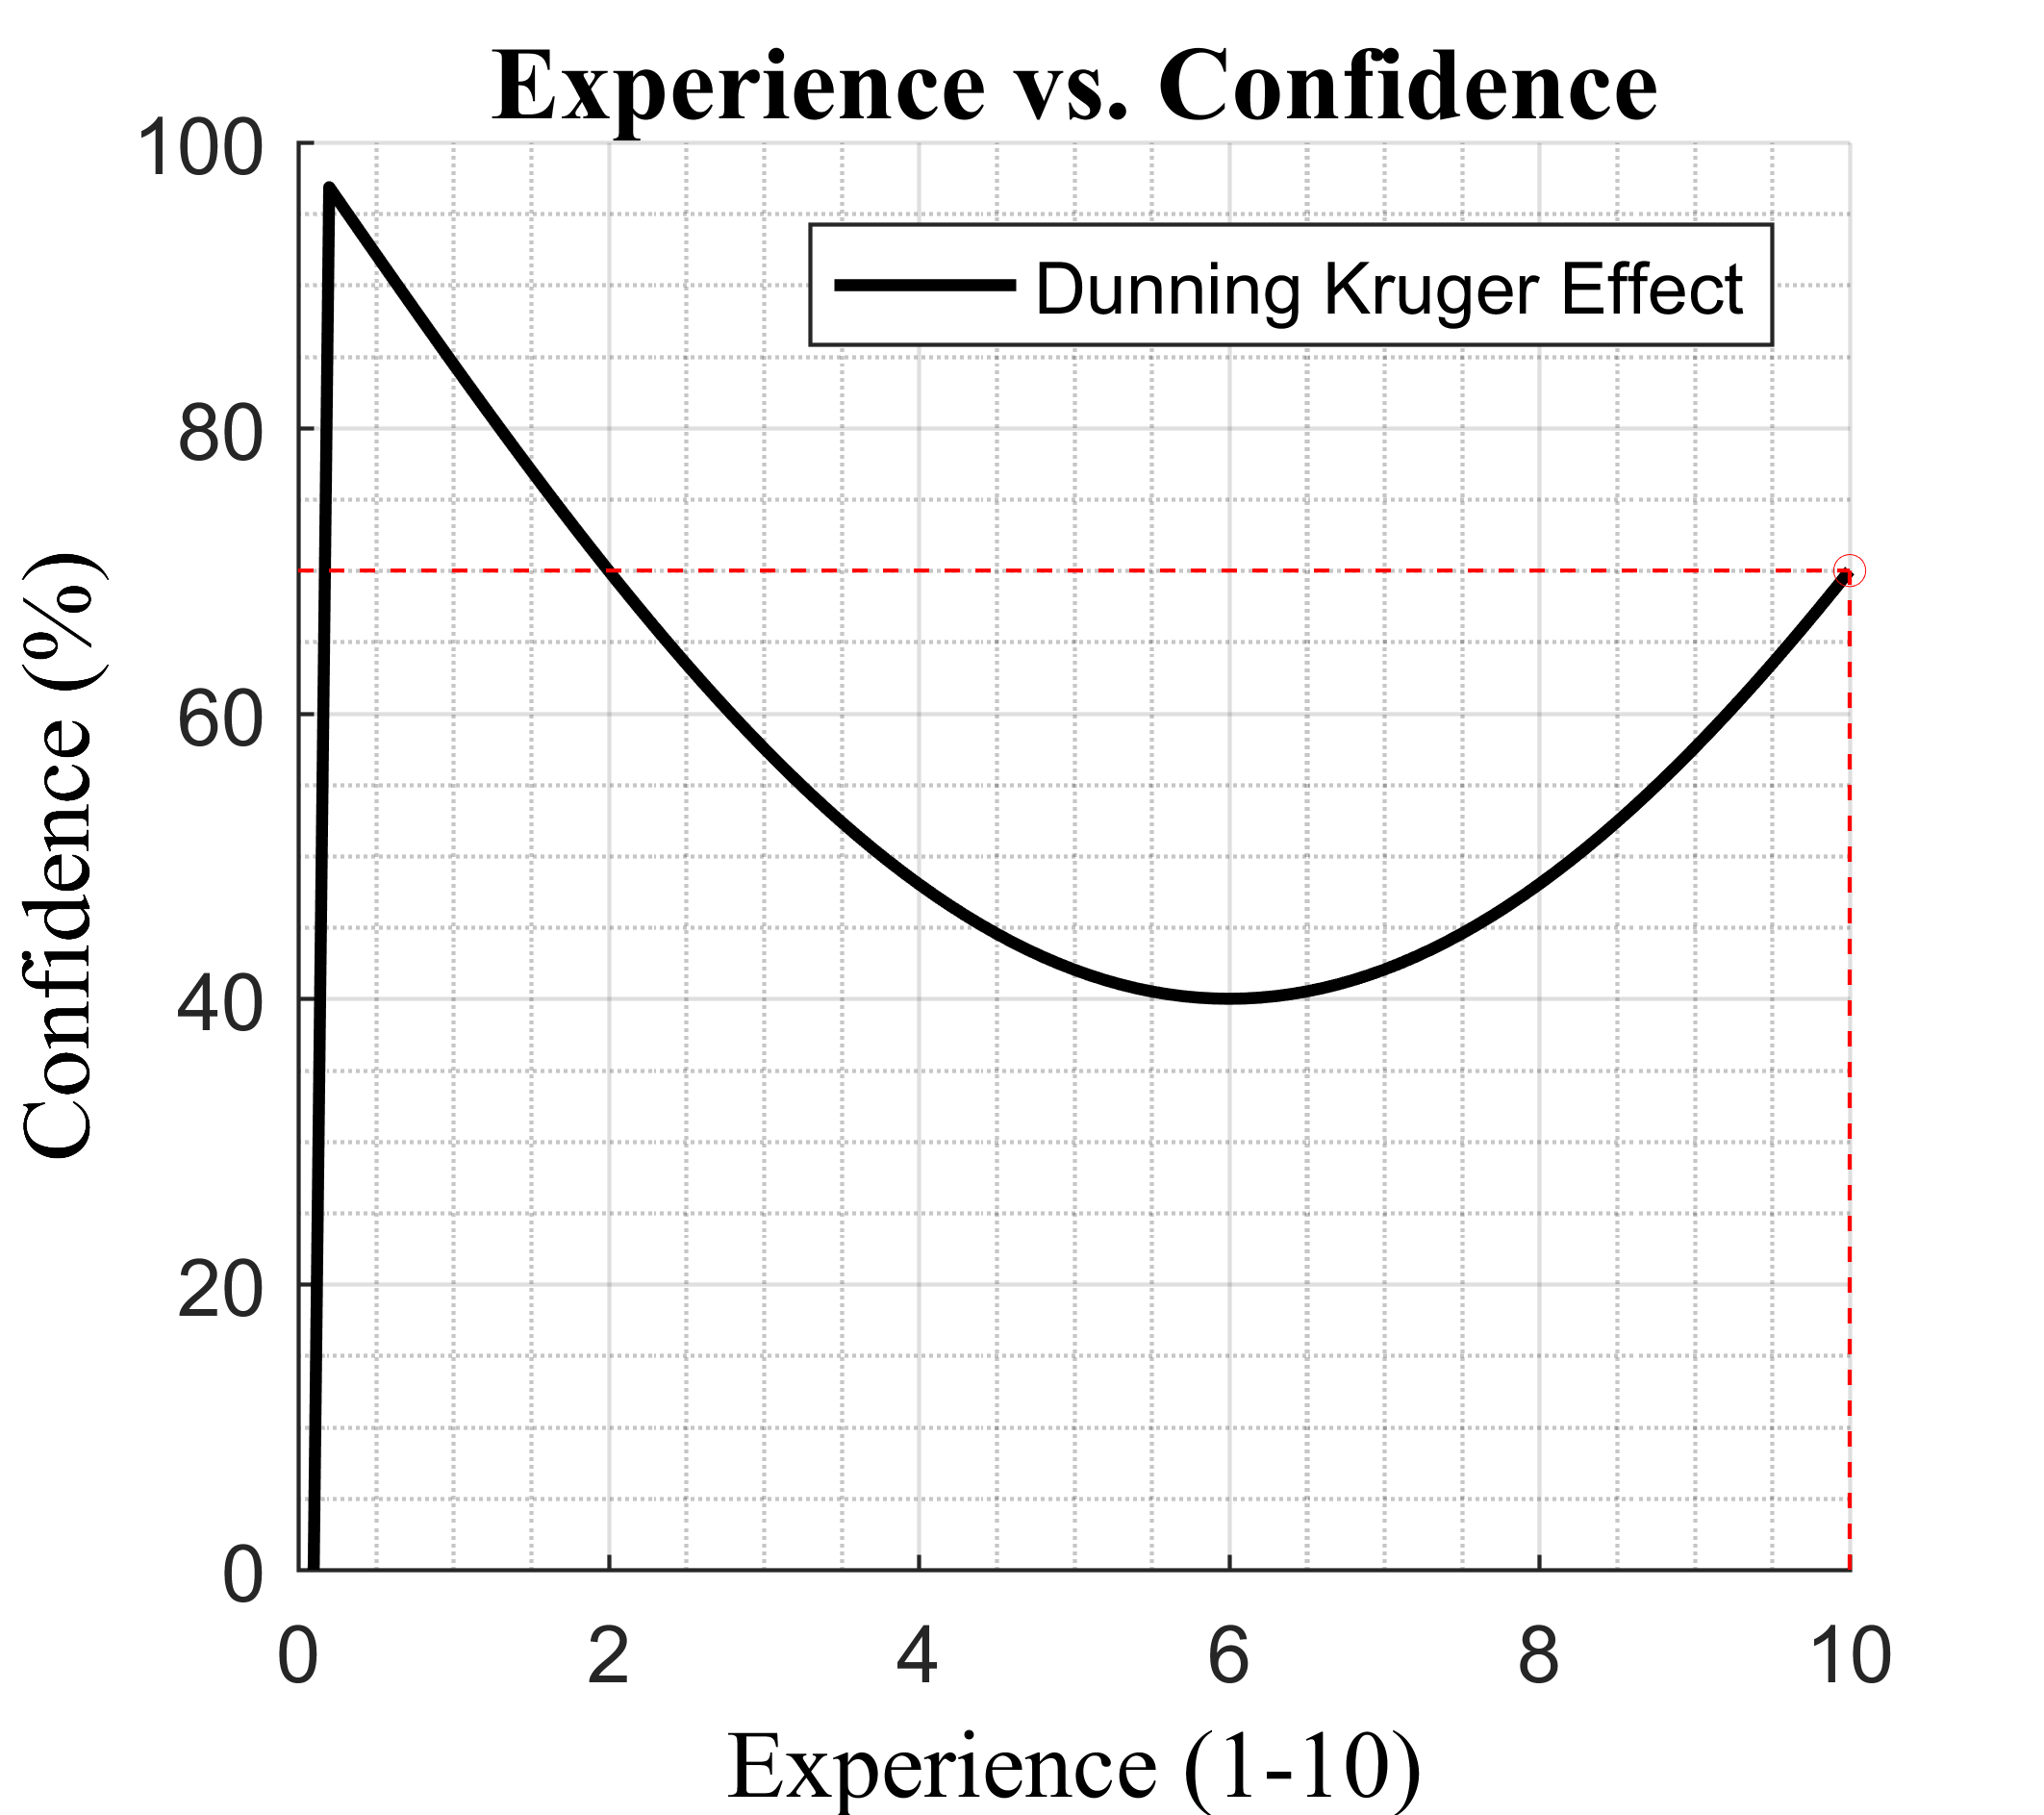 Experience vs. Confidence
Dunning Kruger Effect
Confidence (%)
100
80
60
40
20
0
0 2 4 6 8 10
Experience (1-10)